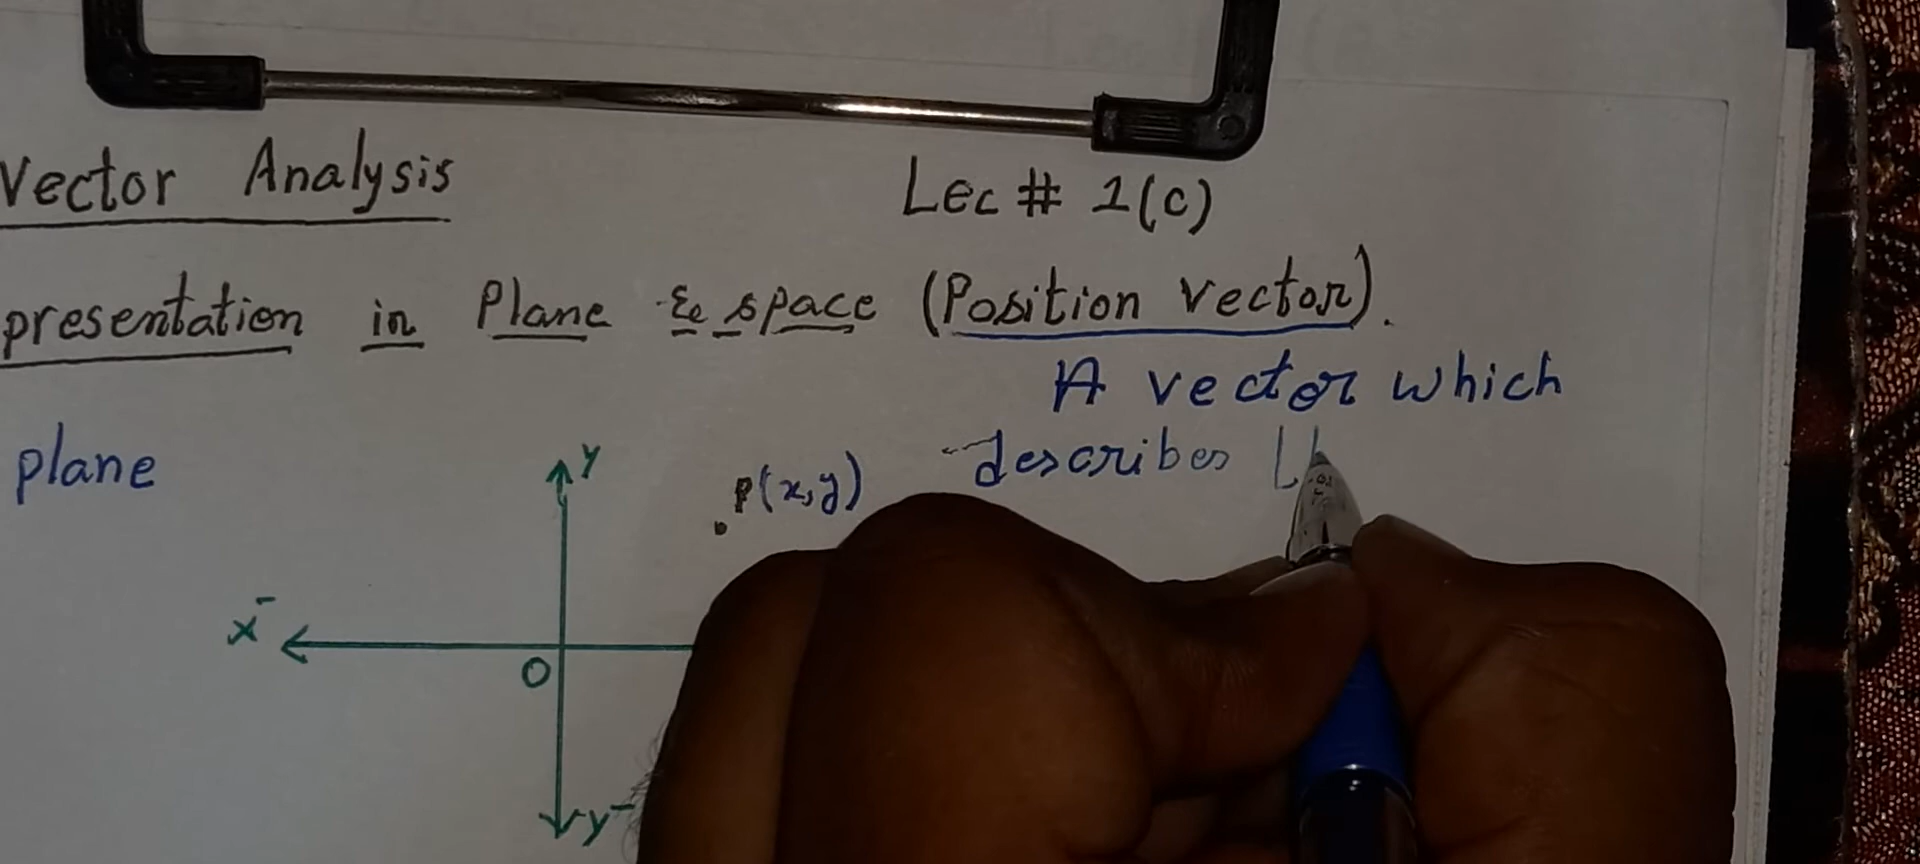 Vector Analysis
Lec # 1(c)
presentation in Plane & space (Position vector).
A vector which
plane
describes
y
P(x,y)
x⁻
O
y⁻